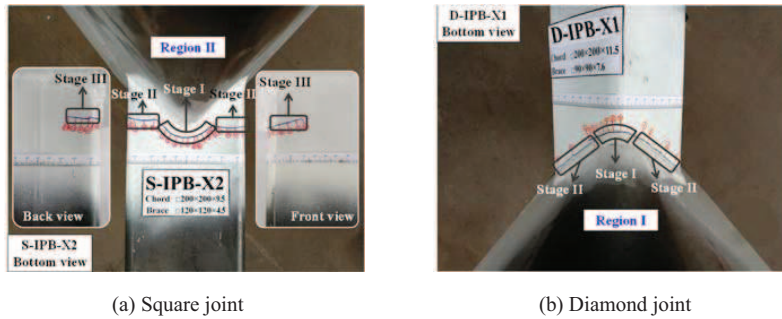 Region II
Stage III
Stage II
Stage I
Stage II
Stage III
S-IPB-X2
Chord □200×200×9.5
Brace □120×120×4.5
Back view
Front view
S-IPB-X2
Bottom view
(a) Square joint
D-IPB-X1
Bottom view
D-IPB-X1
Chord □200×200×11.5
Brace □90×90×7.6
Stage II
Stage I
Stage II
Region I
(b) Diamond joint